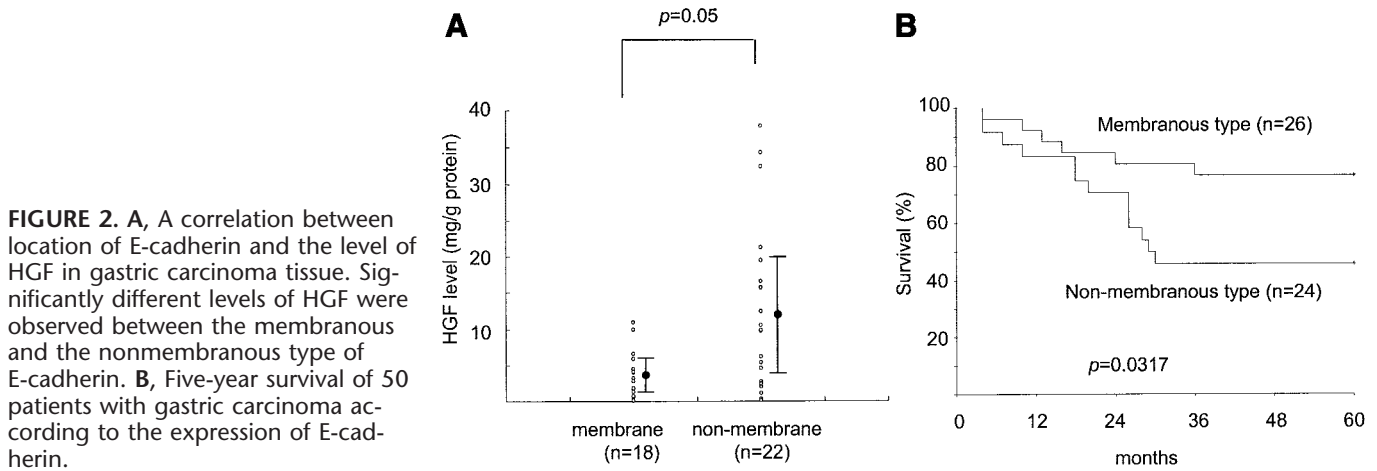 FIGURE 2. A, A correlation between
location of E-cadherin and the level of
HGF in gastric carcinoma tissue. Sig-
nificantly different levels of HGF were
observed between the membranous
and the nonmembranous type of
E-cadherin. B, Five-year survival of 50
patients with gastric carcinoma ac-
cording to the expression of E-cad-
herin.
A
p=0.05
HGF level (mg/g protein)
40
30
20
10
membrane
(n=18)
non-membrane
(n=22)
B
Survival (%)
100
80
60
40
20
Membranous type (n=26)
Non-membranous type (n=24)
p=0.0317
0 12 24 36 48 60
months